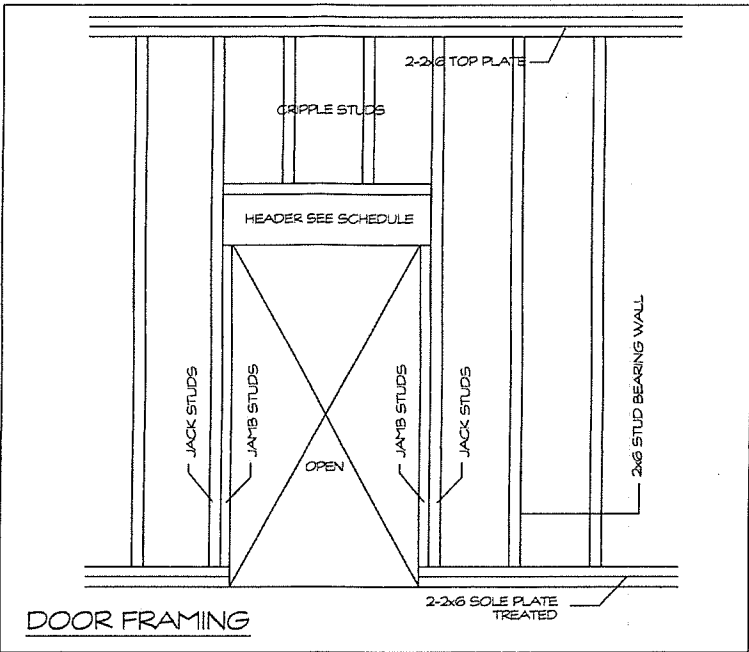 2-2x6 TOP PLATE
CRIPPLE STUDS
HEADER SEE SCHEDULE
JACK STUDS
JAMB STUDS
OPEN
JAMB STUDS
JACK STUDS
2x6 STUD BEARING WALL
2-2x6 SOLE PLATE
TREATED
DOOR FRAMING